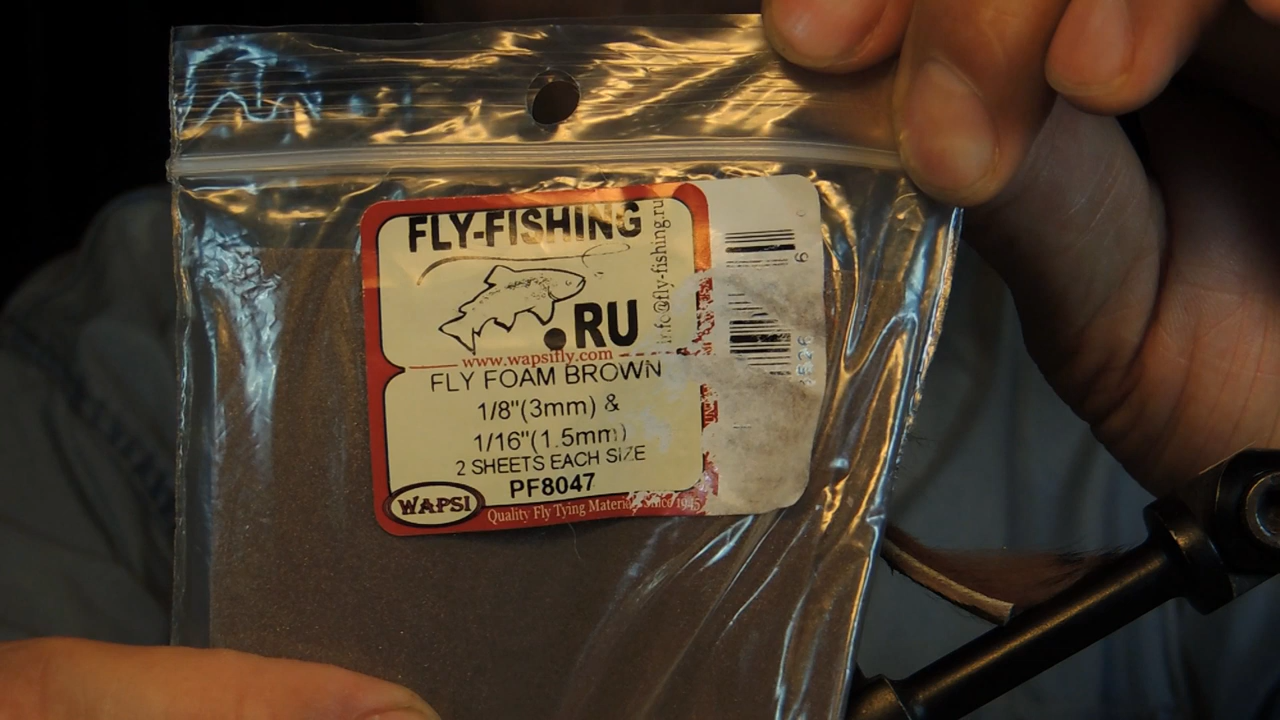 FLY-FISHING
.RU
info@fly-fishing.ru
www.wapsifly.com
FLY FOAM BROWN
1/8"(3mm) &
1/16"(1.5mm)
2 SHEETS EACH SIZE
PF8047
WAPSI
Quality Fly Tying Materials Since 1945
6